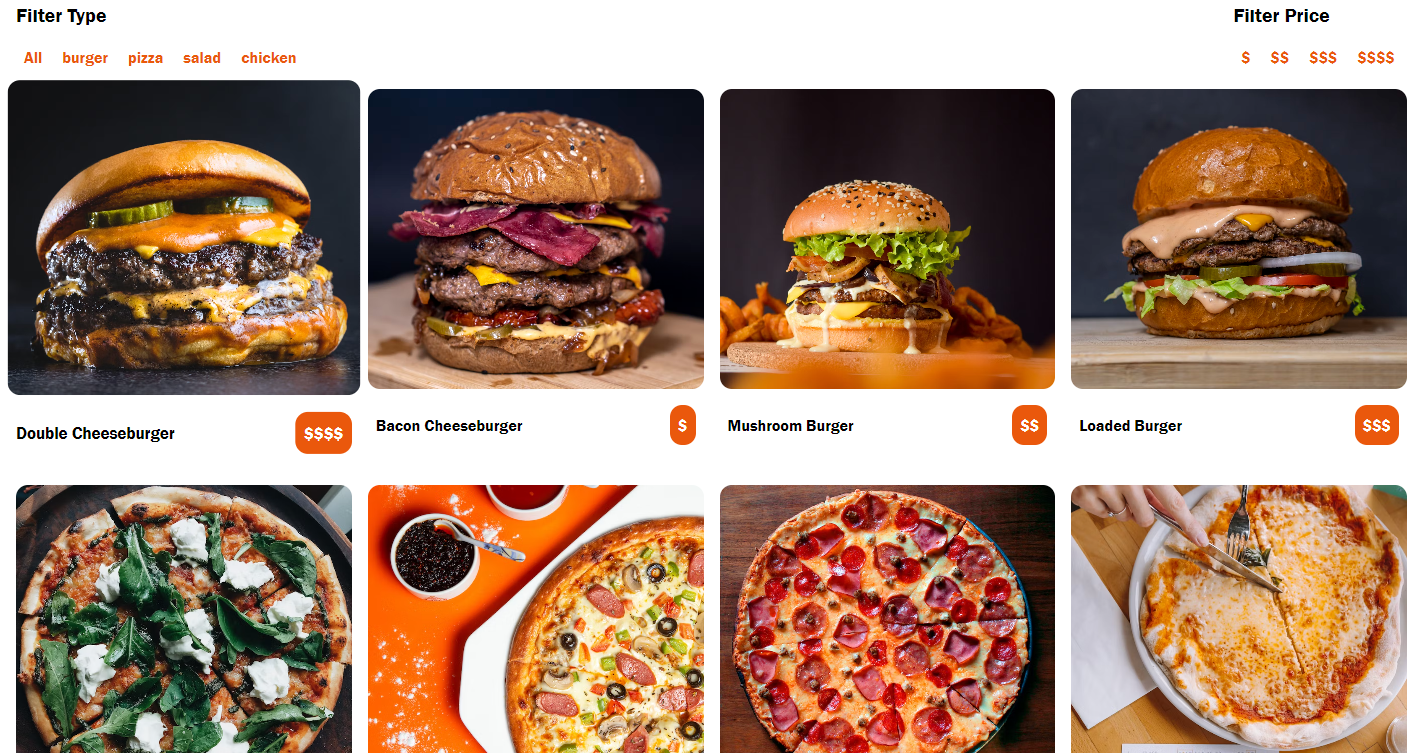 Filter Type
Filter Price
All burger pizza salad chicken
$ $$ $$$ $$$$
Double Cheeseburger
$$$$
Bacon Cheeseburger
$
Mushroom Burger
$$
Loaded Burger
$$$